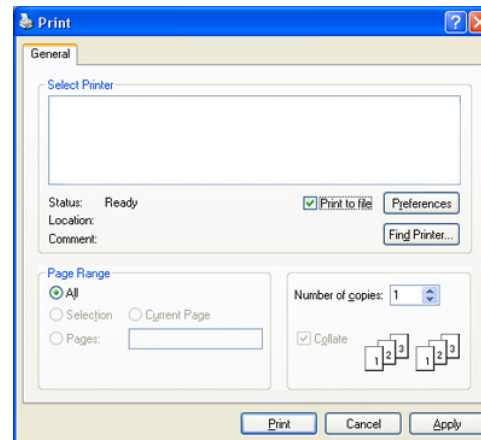 Print
General
Select Printer
Status: Ready
Print to file
Preferences
Location:
Comment:
Find Printer...
Page Range
All
Selection
Current Page
Pages:
Number of copies: 1
Collate
1 2 3 1 2 3
Print Cancel Apply